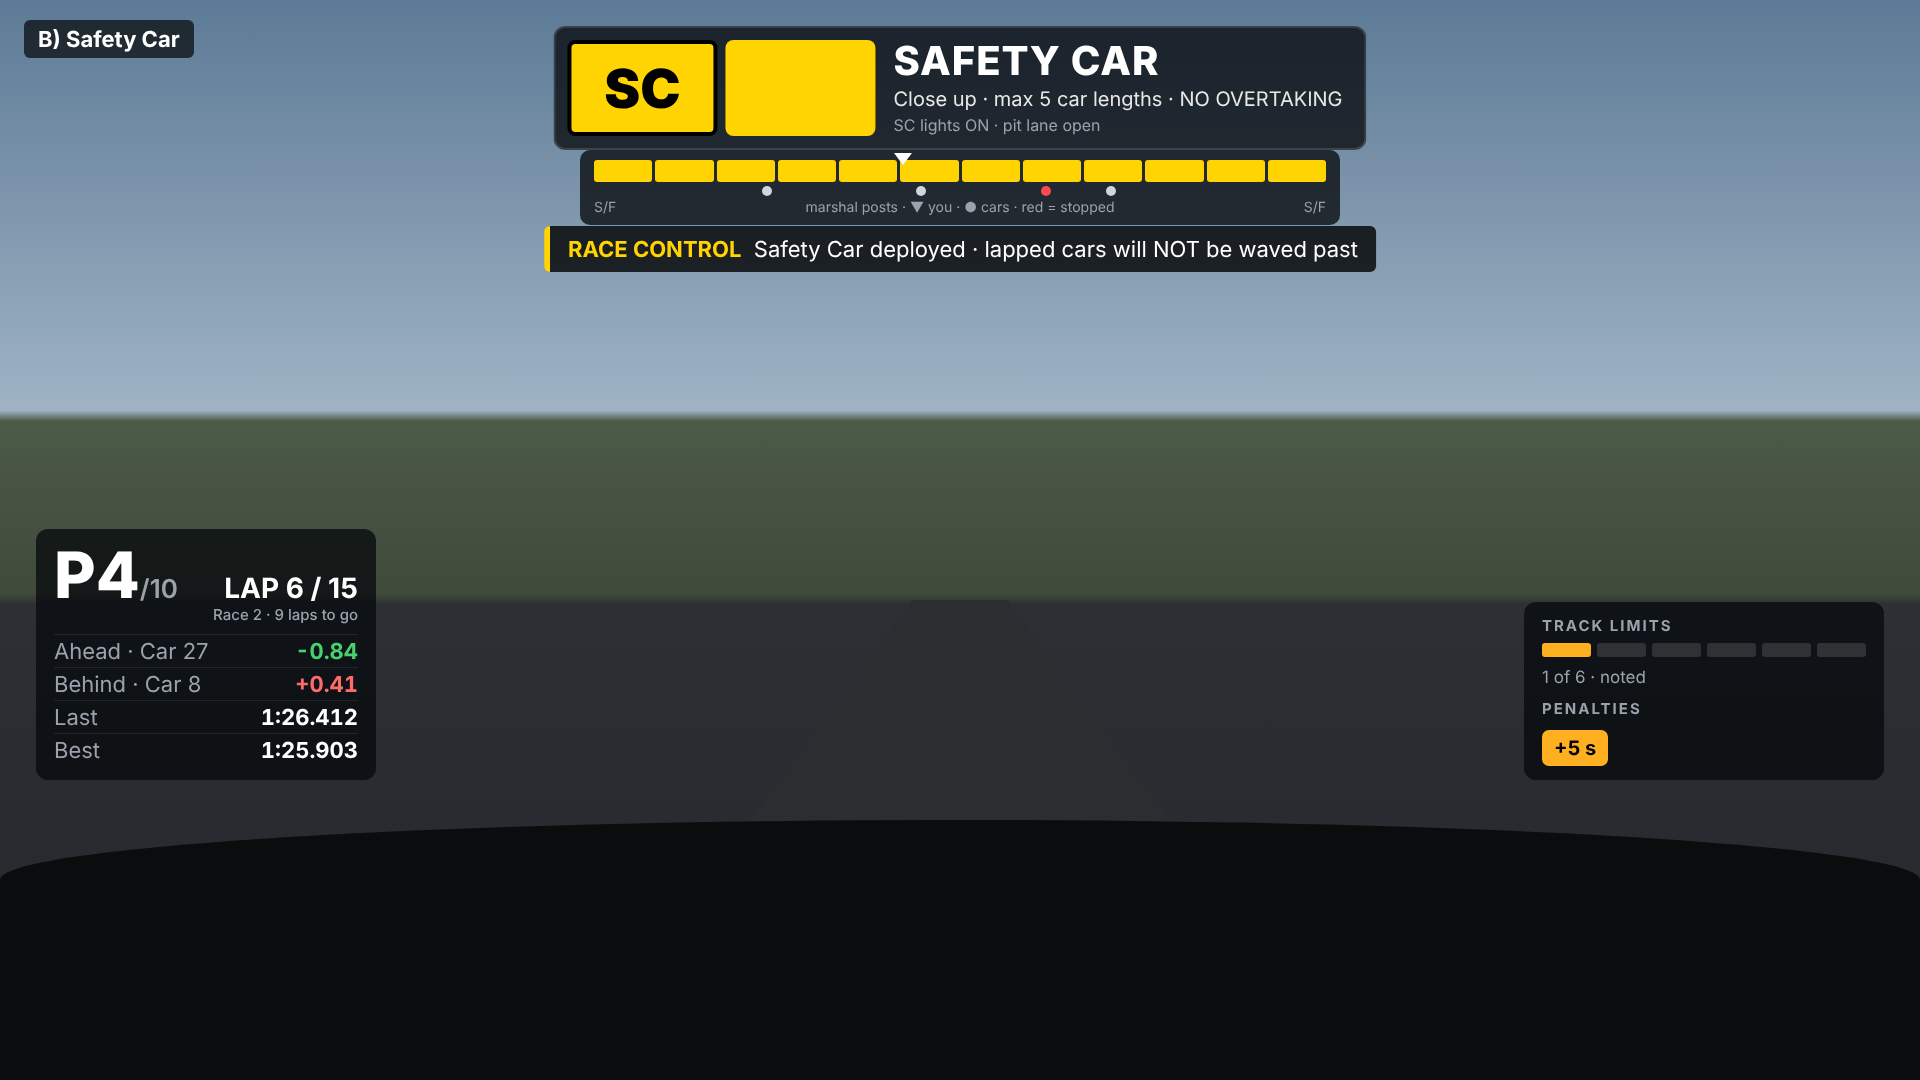 B) Safety Car
SC
SAFETY CAR
Close up · max 5 car lengths · NO OVERTAKING
SC lights ON · pit lane open
S/F
marshal posts · ▼ you · ● cars · red = stopped
S/F
RACE CONTROL Safety Car deployed · lapped cars will NOT be waved past
P4/10
LAP 6 / 15
Race 2 · 9 laps to go
Ahead · Car 27 -0.84
Behind · Car 8 +0.41
Last 1:26.412
Best 1:25.903
TRACK LIMITS
1 of 6 · noted
PENALTIES
+5 s